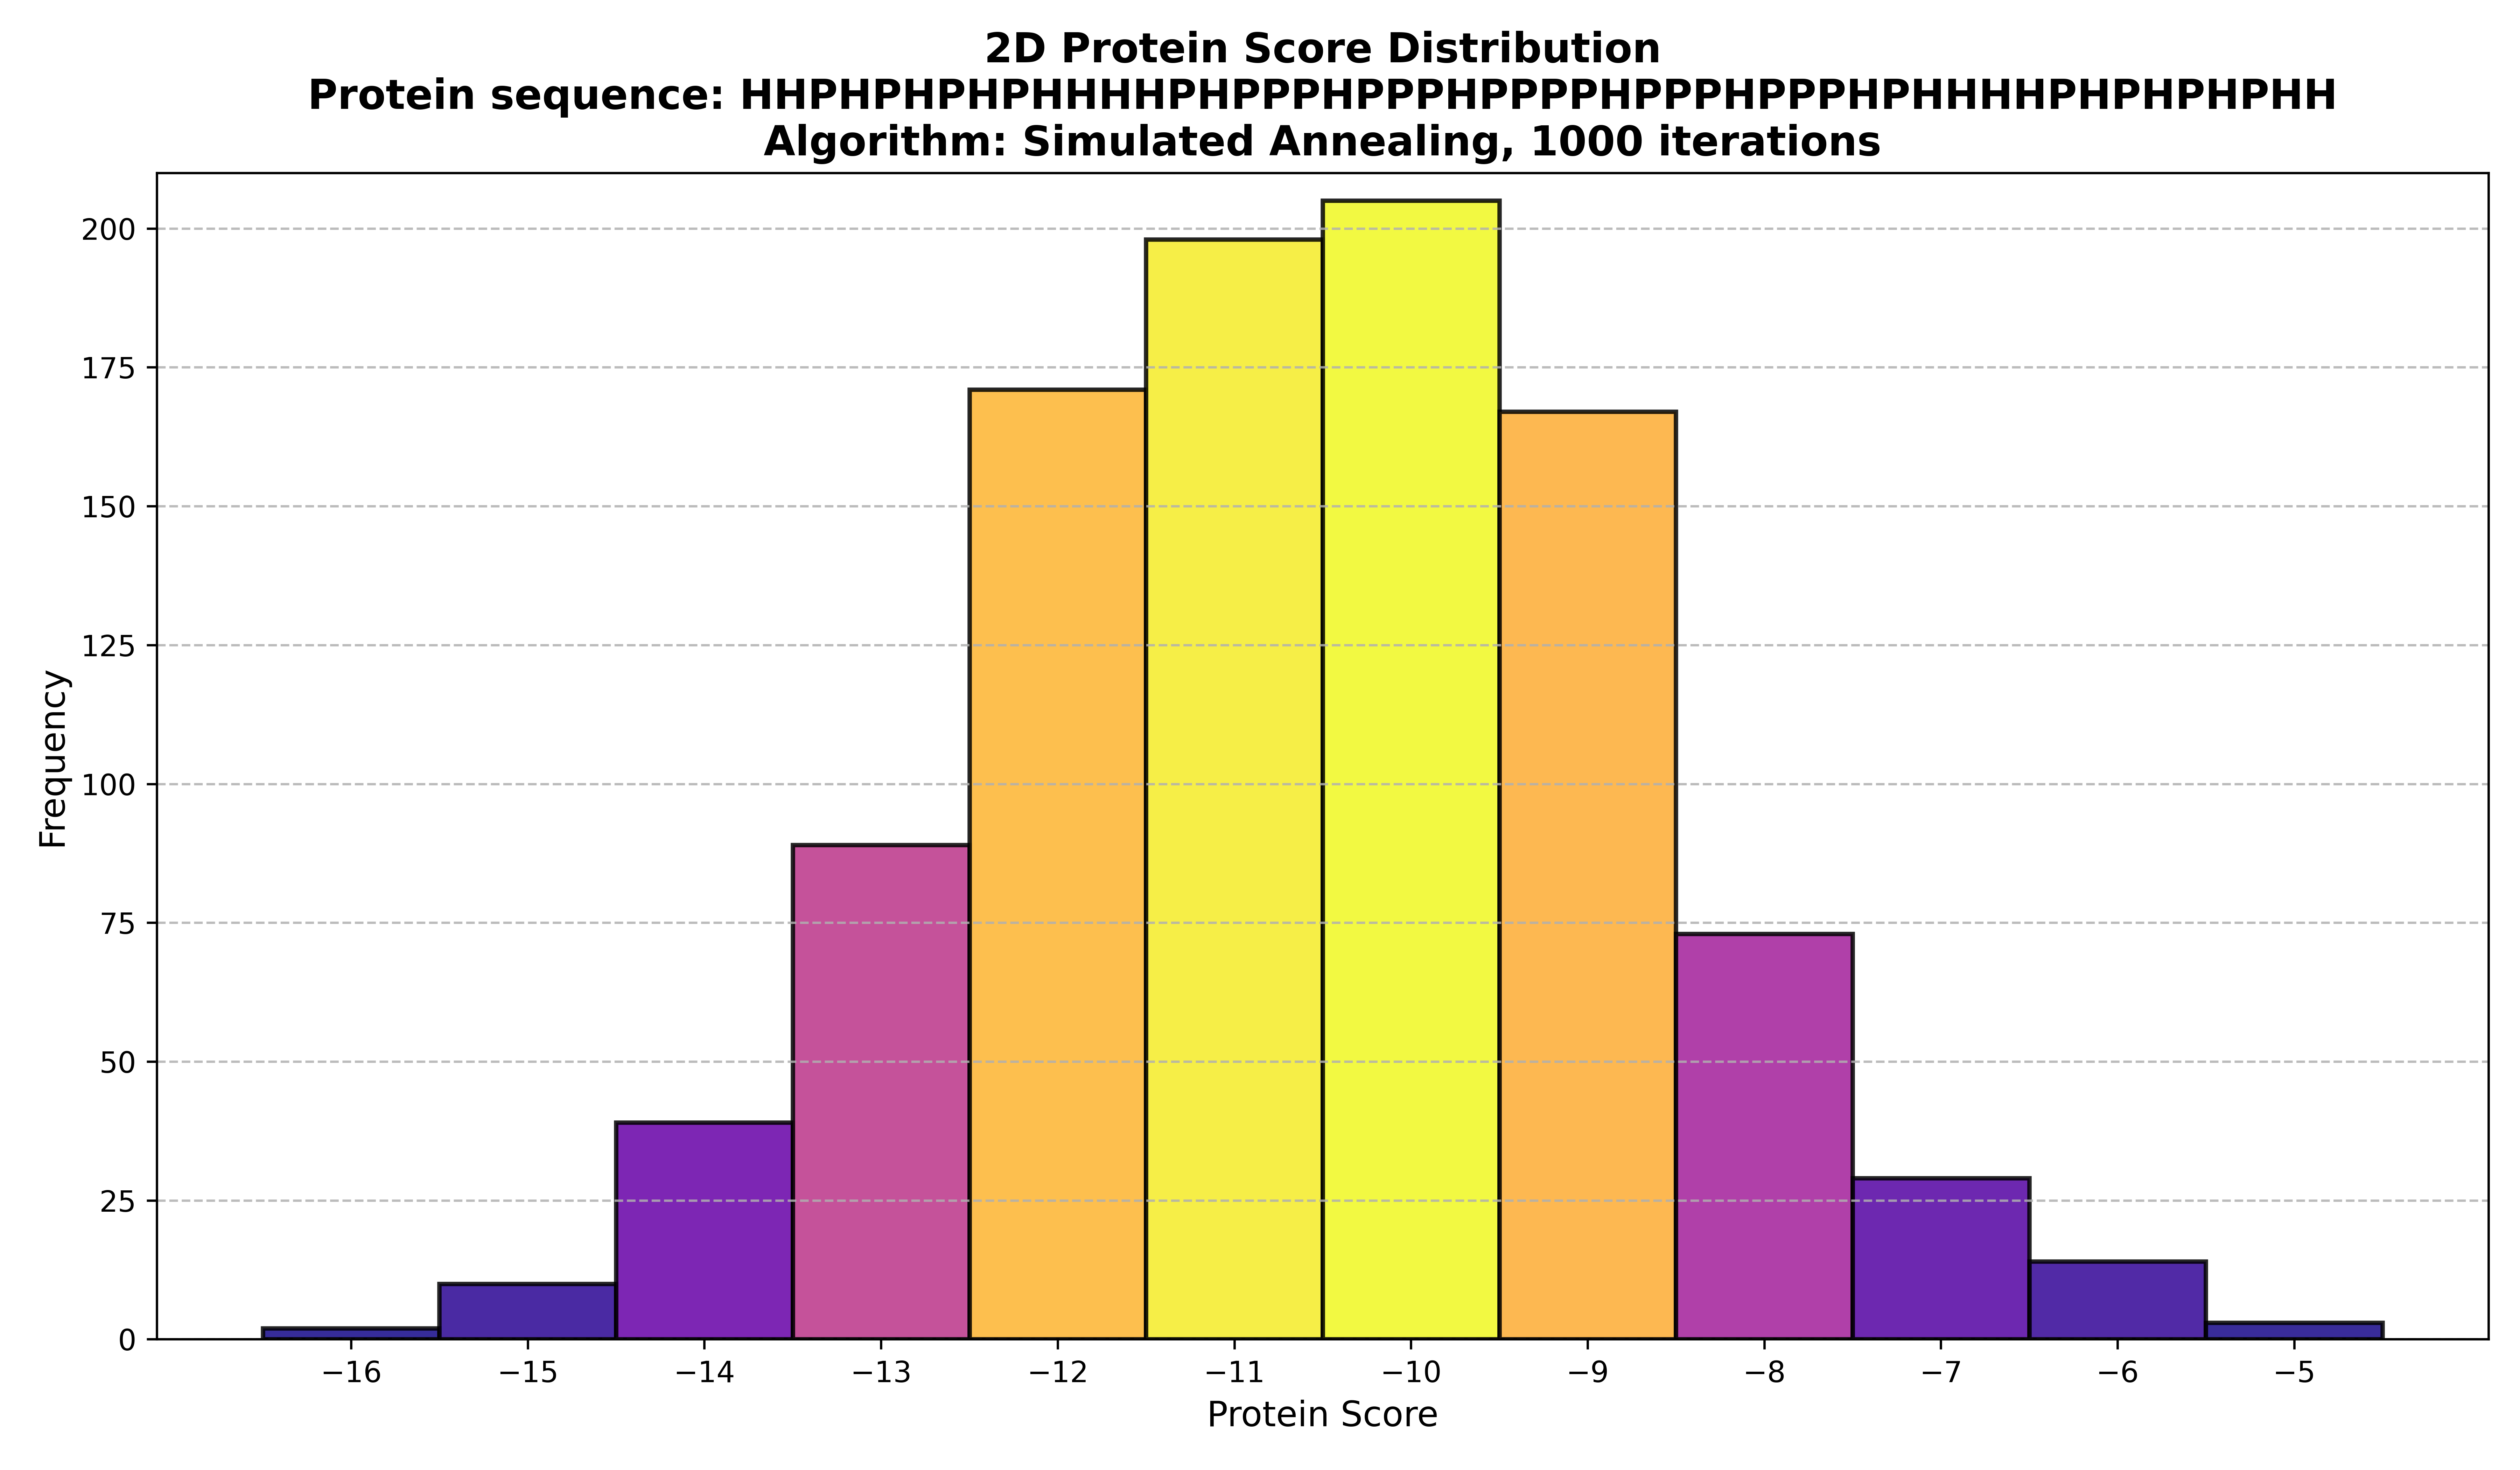 2D Protein Score Distribution
Protein sequence: HHPHPHPHPHHHHPHPPPHPPPHPPPPHPPPHPPPHPHHHHPHPHPHPHH
Algorithm: Simulated Annealing, 1000 iterations
200
175
150
125
100
75
50
25
0
Frequency
−16 −15 −14 −13 −12 −11 −10 −9 −8 −7 −6 −5
Protein Score